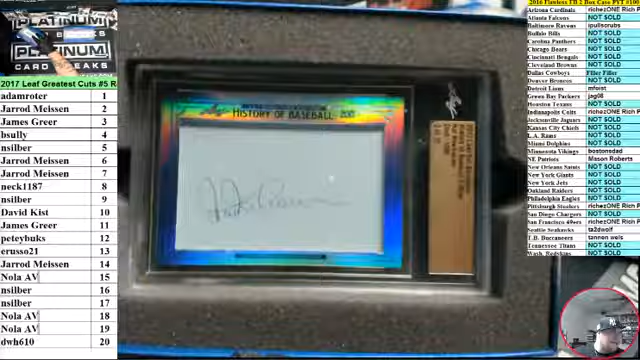 PLATINUM
PLATINUM
CARD BREAKS
2017 Leaf Greatest Cuts #5 R
adamroter 1
Jarrod Meissen 2
James Greer 3
bsully 4
nsilber 5
Jarrod Meissen 6
Jarrod Meissen 7
neck1187 8
nsilber 9
David Kist 10
James Greer 11
peteybuks 12
erusso21 13
Jarrod Meissen 14
Nola AV 15
nsilber 16
nsilber 17
Nola AV 18
Nola AV 19
dwh610 20
HISTORY OF BASEBALL
2016 Flawless FB 2 Box Case PYT #100
Arizona Cardinals richezONE Rich P
Atlanta Falcons NOT SOLD
Baltimore Ravens ipullscrubs
Buffalo Bills NOT SOLD
Carolina Panthers NOT SOLD
Chicago Bears NOT SOLD
Cincinnati Bengals NOT SOLD
Cleveland Browns NOT SOLD
Dallas Cowboys Filler Filler
Denver Broncos NOT SOLD
Detroit Lions mfoist
Green Bay Packers jag08
Houston Texans NOT SOLD
Indianapolis Colts richezONE Rich P
Jacksonville Jaguars NOT SOLD
Kansas City Chiefs NOT SOLD
L.A. Rams NOT SOLD
Miami Dolphins NOT SOLD
Minnesota Vikings bostonsdad
NE Patriots Mason Roberts
New Orleans Saints NOT SOLD
New York Giants NOT SOLD
New York Jets NOT SOLD
Oakland Raiders NOT SOLD
Philadelphia Eagles NOT SOLD
Pittsburgh Steelers richezONE Rich P
San Diego Chargers NOT SOLD
San Francisco 49ers richezONE Rich P
Seattle Seahawks ta2dwolf
T.B. Buccaneers tannen wels
Tennessee Titans NOT SOLD
Wash. Redskins NOT SOLD